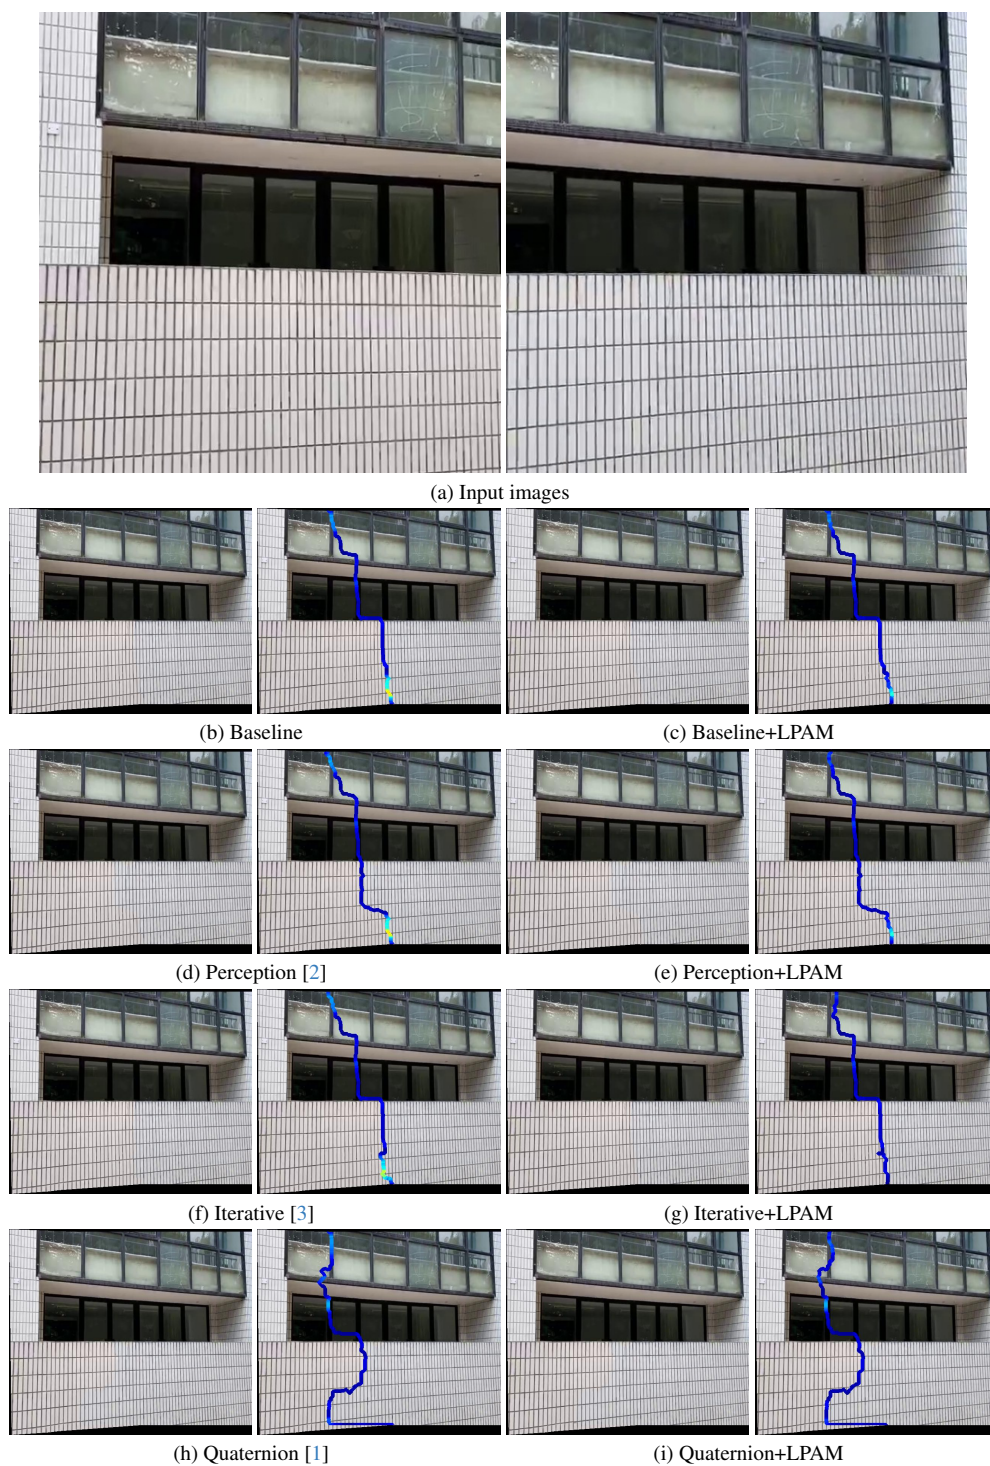 (a) Input images
(b) Baseline
(c) Baseline+LPAM
(d) Perception [2]
(e) Perception+LPAM
(f) Iterative [3]
(g) Iterative+LPAM
(h) Quaternion [1]
(i) Quaternion+LPAM